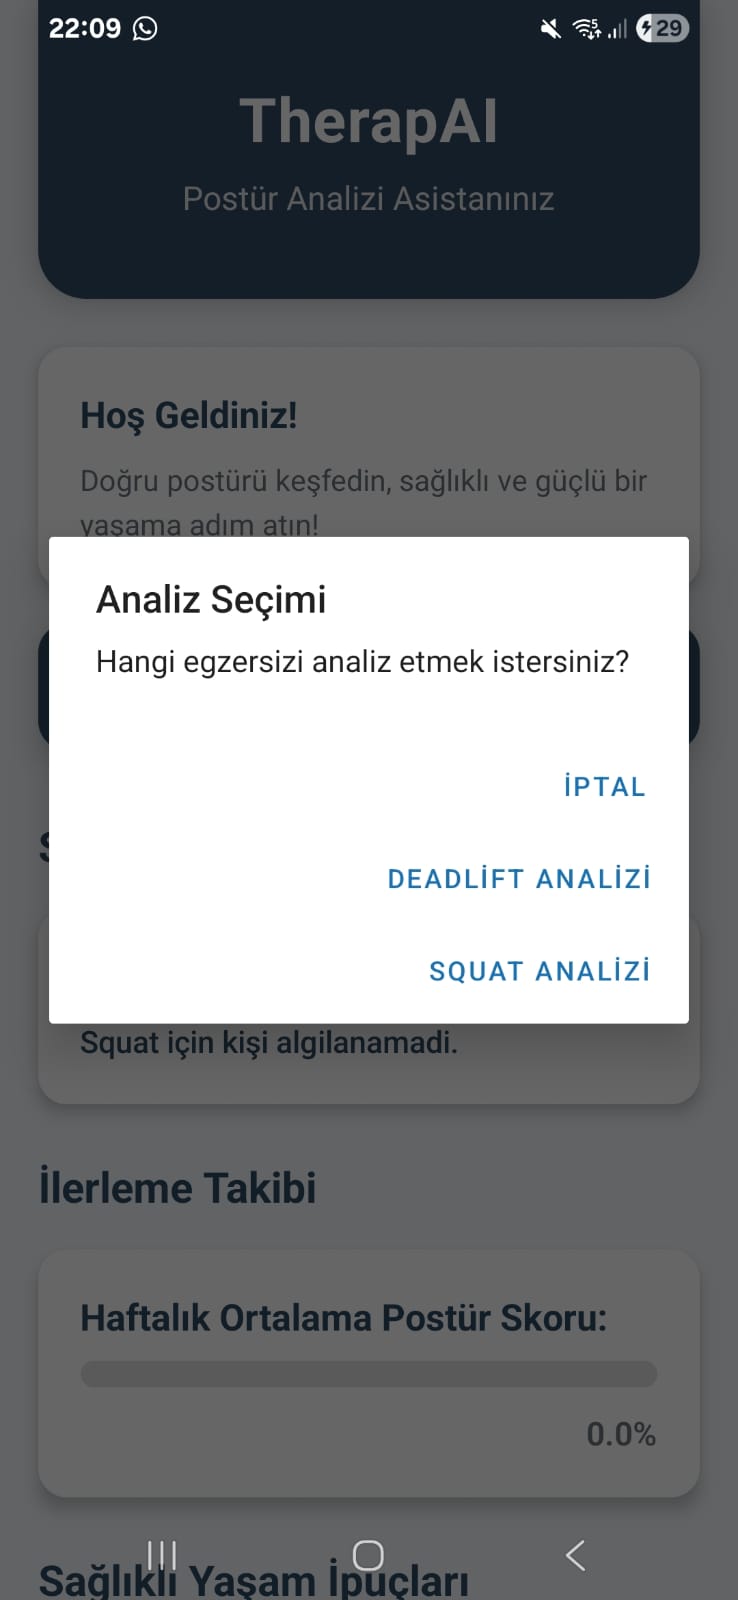 22:09
29
TherapAI
Postür Analizi Asistanınız
Hoş Geldiniz!
Doğru postürü keşfedin, sağlıklı ve güçlü bir
yaşama adım atın!
Analiz Seçimi
Hangi egzersizi analiz etmek istersiniz?
İPTAL
DEADLİFT ANALİZİ
SQUAT ANALİZİ
Squat için kişi algilanamadi.
İlerleme Takibi
Haftalık Ortalama Postür Skoru:
0.0%
Sağlıklı Yaşam İpuçları